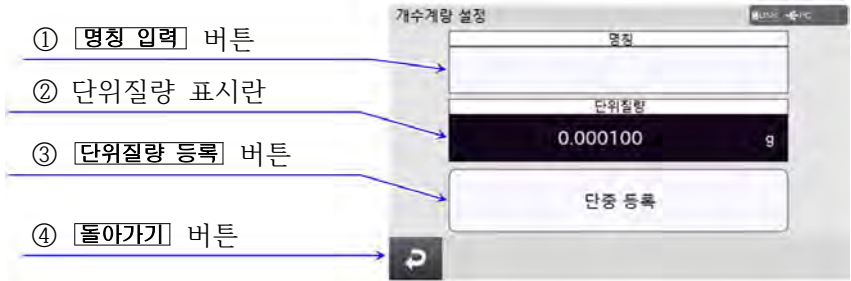 개수계량 설정
USB PC
① 명칭 입력 버튼
명칭
② 단위질량 표시란
단위질량
0.000100 g
③ 단위질량 등록 버튼
단중 등록
④ 돌아가기 버튼